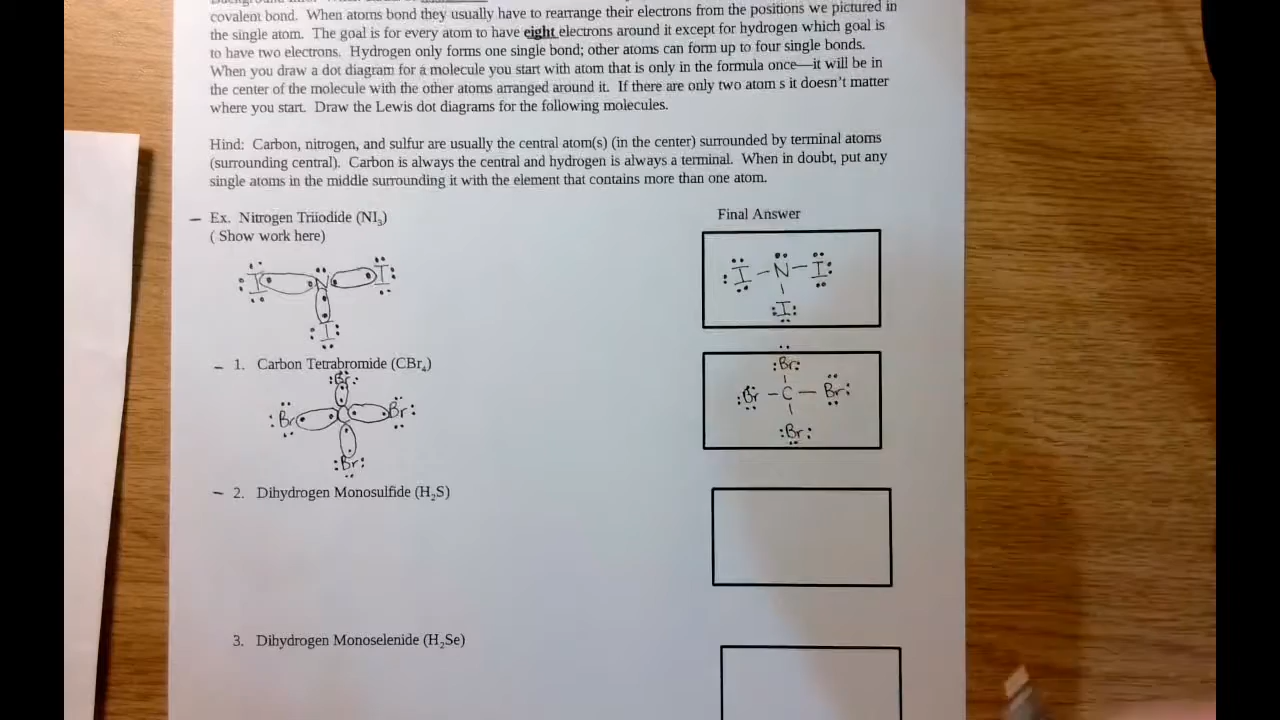 covalent bond. When atoms bond they usually have to rearrange their electrons from the positions we pictured in
the single atom. The goal is for every atom to have eight electrons around it except for hydrogen which goal is
to have two electrons. Hydrogen only forms one single bond; other atoms can form up to four single bonds.
When you draw a dot diagram for a molecule you start with atom that is only in the formula once—it will be in
the center of the molecule with the other atoms arranged around it. If there are only two atom s it doesn't matter
where you start. Draw the Lewis dot diagrams for the following molecules.
Hind: Carbon, nitrogen, and sulfur are usually the central atom(s) (in the center) surrounded by terminal atoms
(surrounding central). Carbon is always the central and hydrogen is always a terminal. When in doubt, put any
single atoms in the middle surrounding it with the element that contains more than one atom.
– Ex. Nitrogen Triiodide (NI₃)
Final Answer
( Show work here)
I N I
I
I – N – I
I
– 1. Carbon Tetrabromide (CBr₄)
Br
Br C Br
Br
Br
Br – C – Br
Br
– 2. Dihydrogen Monosulfide (H₂S)
3. Dihydrogen Monoselenide (H₂Se)